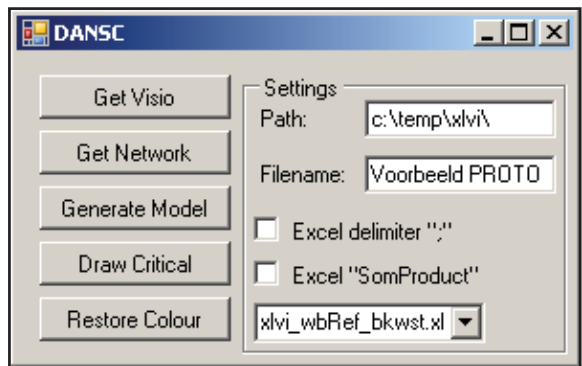 DANSC
Get Visio
Get Network
Generate Model
Draw Critical
Restore Colour
Settings
Path: c:\temp\xlvi\
Filename: Voorbeeld PROTO
Excel delimiter ";"
Excel "SomProduct"
xlvi_wbRef_bkwst.xl